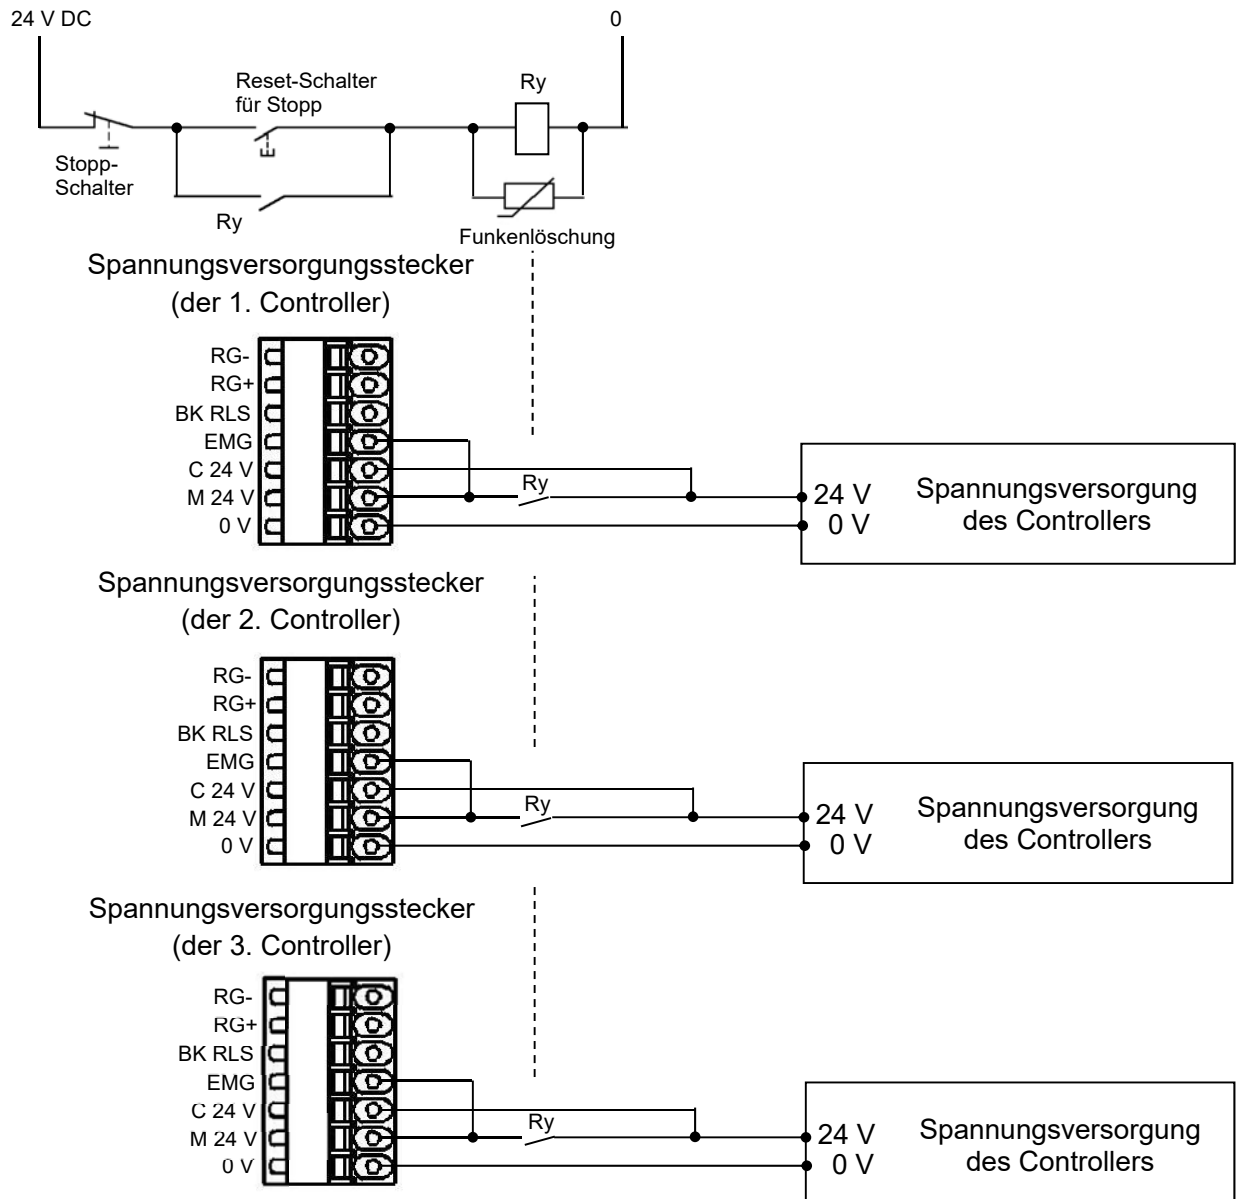 24 V DC
0
Reset-Schalter
für Stopp
Ry
Stopp-
Schalter
Ry
Funkenlöschung
Spannungsversorgungsstecker
(der 1. Controller)
RG-
RG+
BK RLS
EMG
C 24 V
M 24 V
0 V
Ry
24 V
0 V
Spannungsversorgung
des Controllers
Spannungsversorgungsstecker
(der 2. Controller)
RG-
RG+
BK RLS
EMG
C 24 V
M 24 V
0 V
Ry
24 V
0 V
Spannungsversorgung
des Controllers
Spannungsversorgungsstecker
(der 3. Controller)
RG-
RG+
BK RLS
EMG
C 24 V
M 24 V
0 V
Ry
24 V
0 V
Spannungsversorgung
des Controllers